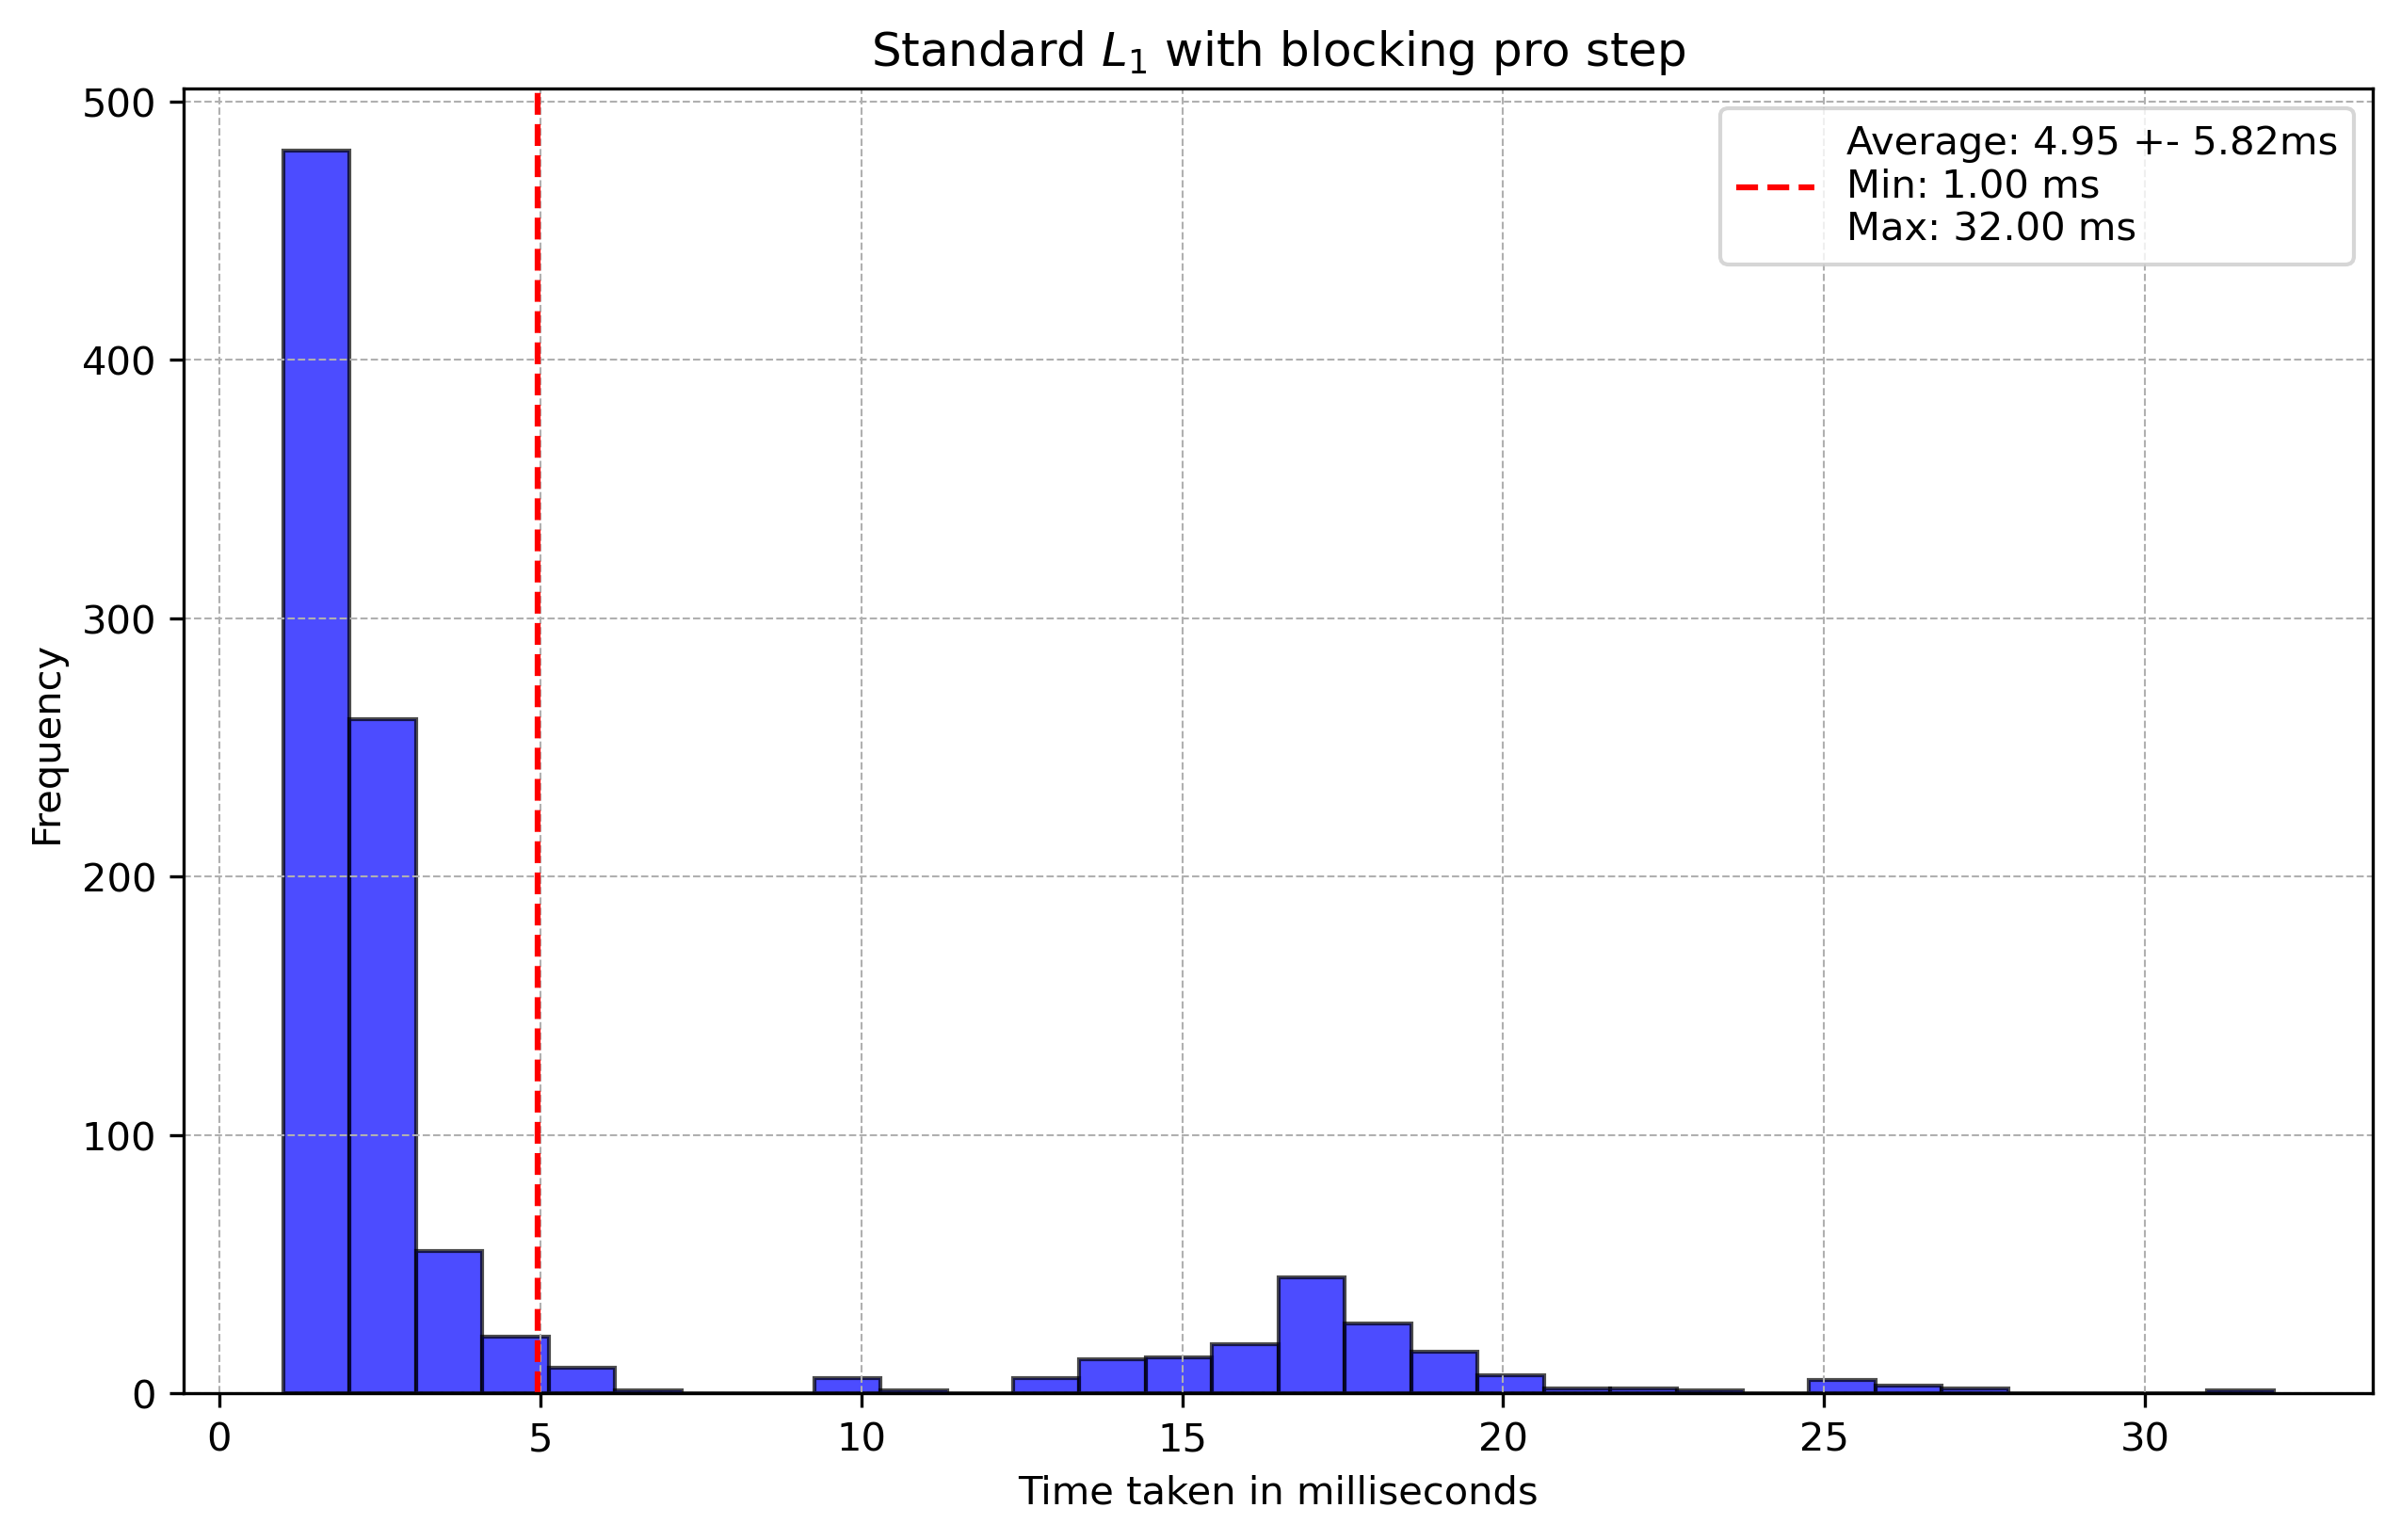 Standard L₁ with blocking pro step
500
400
300
200
100
0
Frequency
Average: 4.95 +- 5.82ms
Min: 1.00 ms
Max: 32.00 ms
0 5 10 15 20 25 30
Time taken in milliseconds